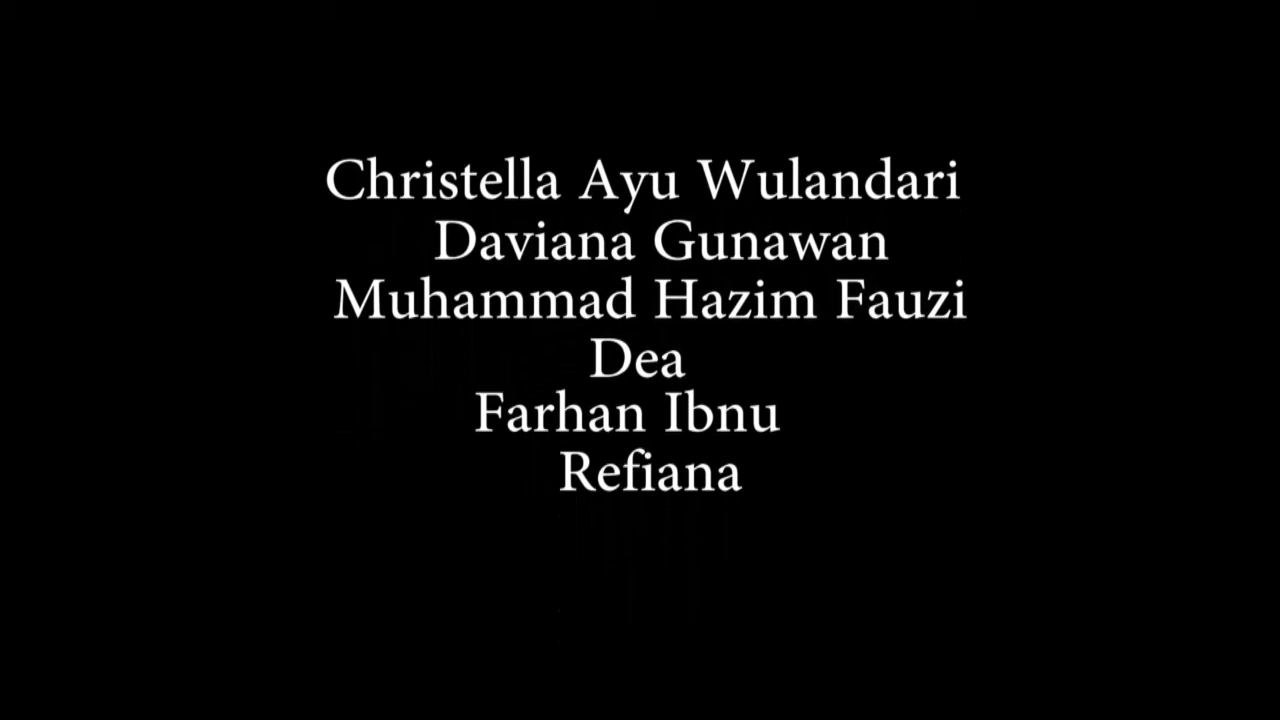 Christella Ayu Wulandari
Daviana Gunawan
Muhammad Hazim Fauzi
Dea
Farhan Ibnu
Refiana